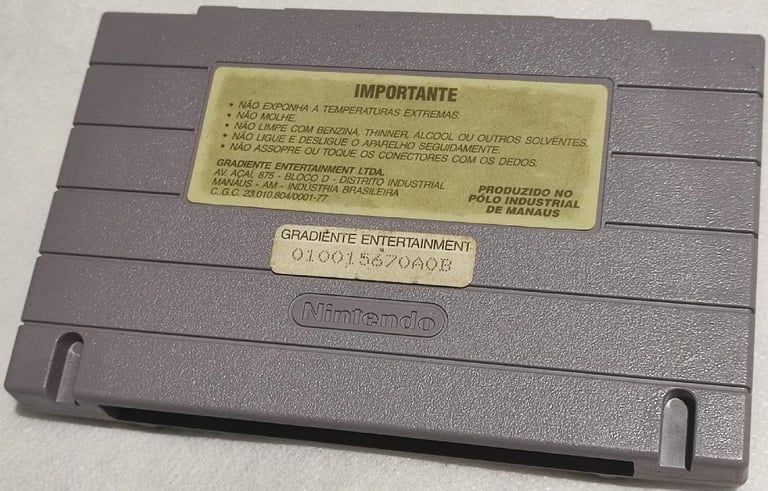 IMPORTANTE
• NÃO EXPONHA A TEMPERATURAS EXTREMAS.
• NÃO MOLHE.
• NÃO LIMPE COM BENZINA, THINNER, ÁLCOOL OU OUTROS SOLVENTES.
• NÃO LIGUE E DESLIGUE O APARELHO SEGUIDAMENTE.
• NÃO ASSOPRE OU TOQUE OS CONECTORES COM OS DEDOS.
GRADIENTE ENTERTAINMENT LTDA.
AV. AÇAÍ, 875 - BLOCO D - DISTRITO INDUSTRIAL
MANAUS - AM - INDÚSTRIA BRASILEIRA
C.G.C. 23.010.804/0001-77
PRODUZIDO NO
PÓLO INDUSTRIAL
DE MANAUS
GRADIENTE ENTERTAINMENT
010015670A0B
Nintendo